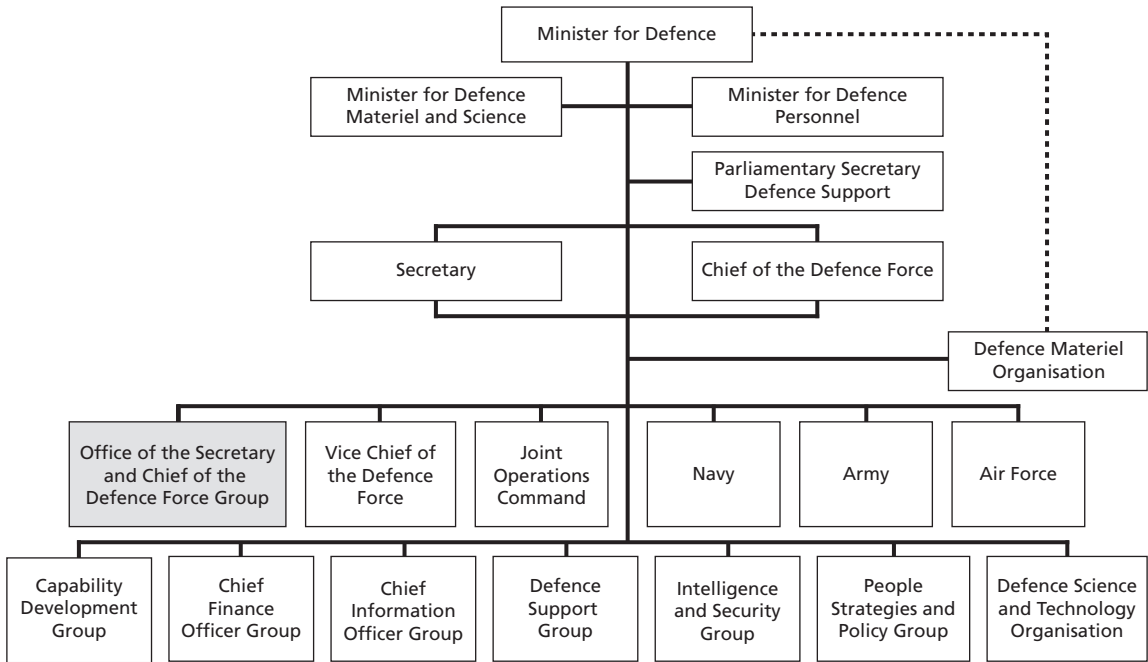 Minister for Defence
Minister for Defence
Materiel and Science
Minister for Defence
Personnel
Parliamentary Secretary
Defence Support
Secretary
Chief of the Defence Force
Defence Materiel
Organisation
Office of the Secretary
and Chief of the
Defence Force Group
Vice Chief of
the Defence
Force
Joint
Operations
Command
Navy
Army
Air Force
Capability
Development
Group
Chief
Finance
Officer Group
Chief
Information
Officer Group
Defence
Support
Group
Intelligence
and Security
Group
People
Strategies and
Policy Group
Defence Science
and Technology
Organisation